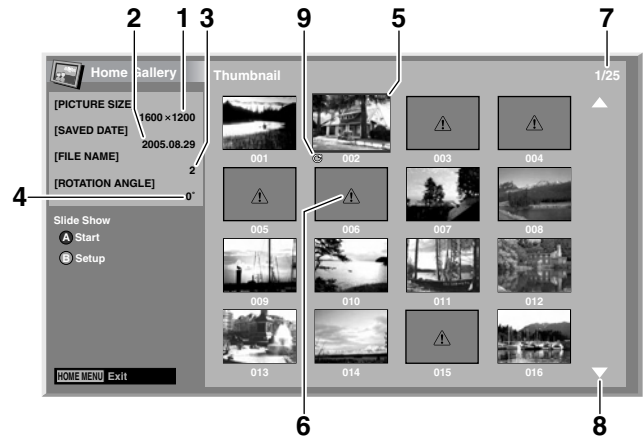 2 1 3 9 5 7
Home Gallery Thumbnail 1/25
[PICTURE SIZE
1600 ×1200
[SAVED DATE]
2005.08.29
[FILE NAME]
2
[ROTATION ANGLE]
4
0°
001 002 003 004
Slide Show
A Start
B Setup
005 006 007 008
009 010 011 012
013 014 015 016
HOME MENU Exit
6 8